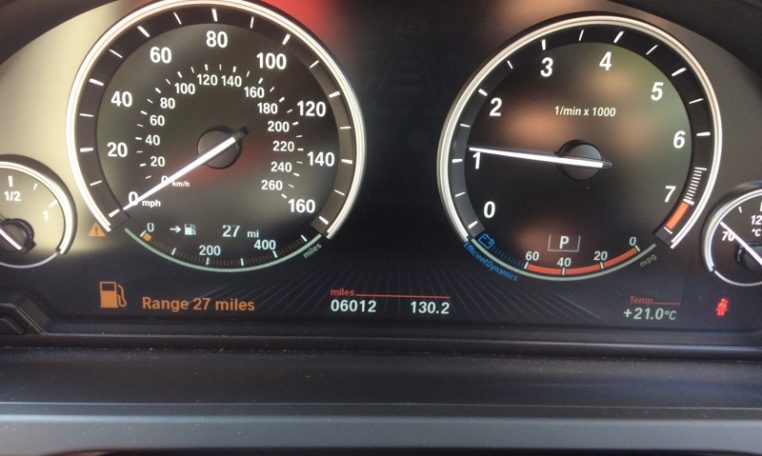 0 20 40 60 80 100 120 140 160
mph
0 20 40 60 80 100 120 140 160 180 200 220 240 260
km/h
0 27 mi
200 400
miles
1/2 1
0 1 2 3 4 5 6 7
1/min x 1000
P
60 40 20 0
mpg
EfficientDynamics
70 12
°C
Range 27 miles
miles
06012 130.2
Temp
+21.0°C